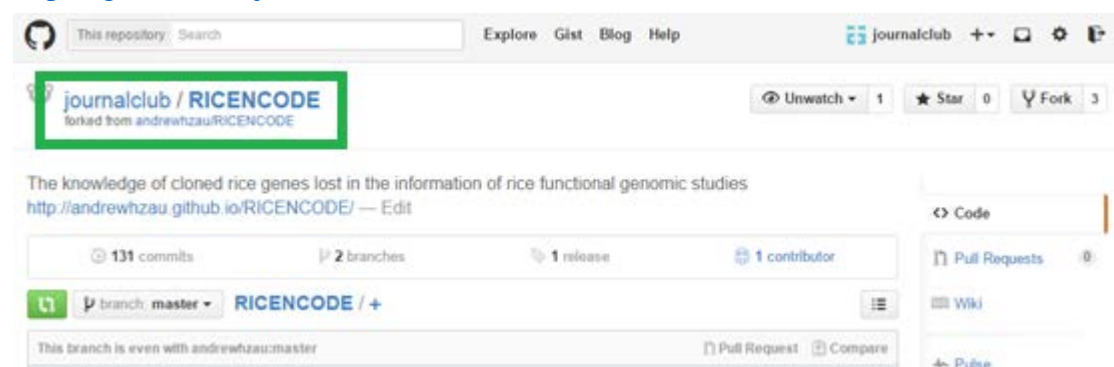 This repository Search Explore Gist Blog Help journalclub +
journalclub / RICENCODE Unwatch 1 Star 0 Fork 3
forked from andrewhzau/RICENCODE
The knowledge of cloned rice genes lost in the information of rice functional genomic studies
http://andrewhzau.github.io/RICENCODE/ — Edit
<> Code
131 commits 2 branches 1 release 1 contributor
Pull Requests 0
branch: master RICENCODE / +
Wiki
This branch is even with andrewhzau:master Pull Request Compare
Pulse